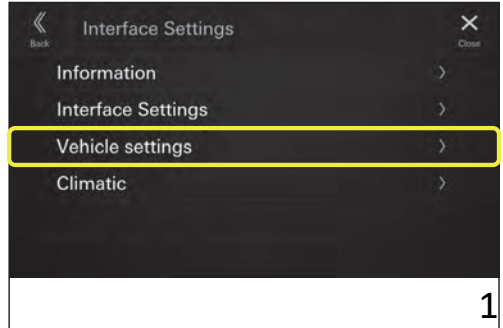 Interface Settings
Back
Close
Information
Interface Settings
Vehicle settings
Climatic
1